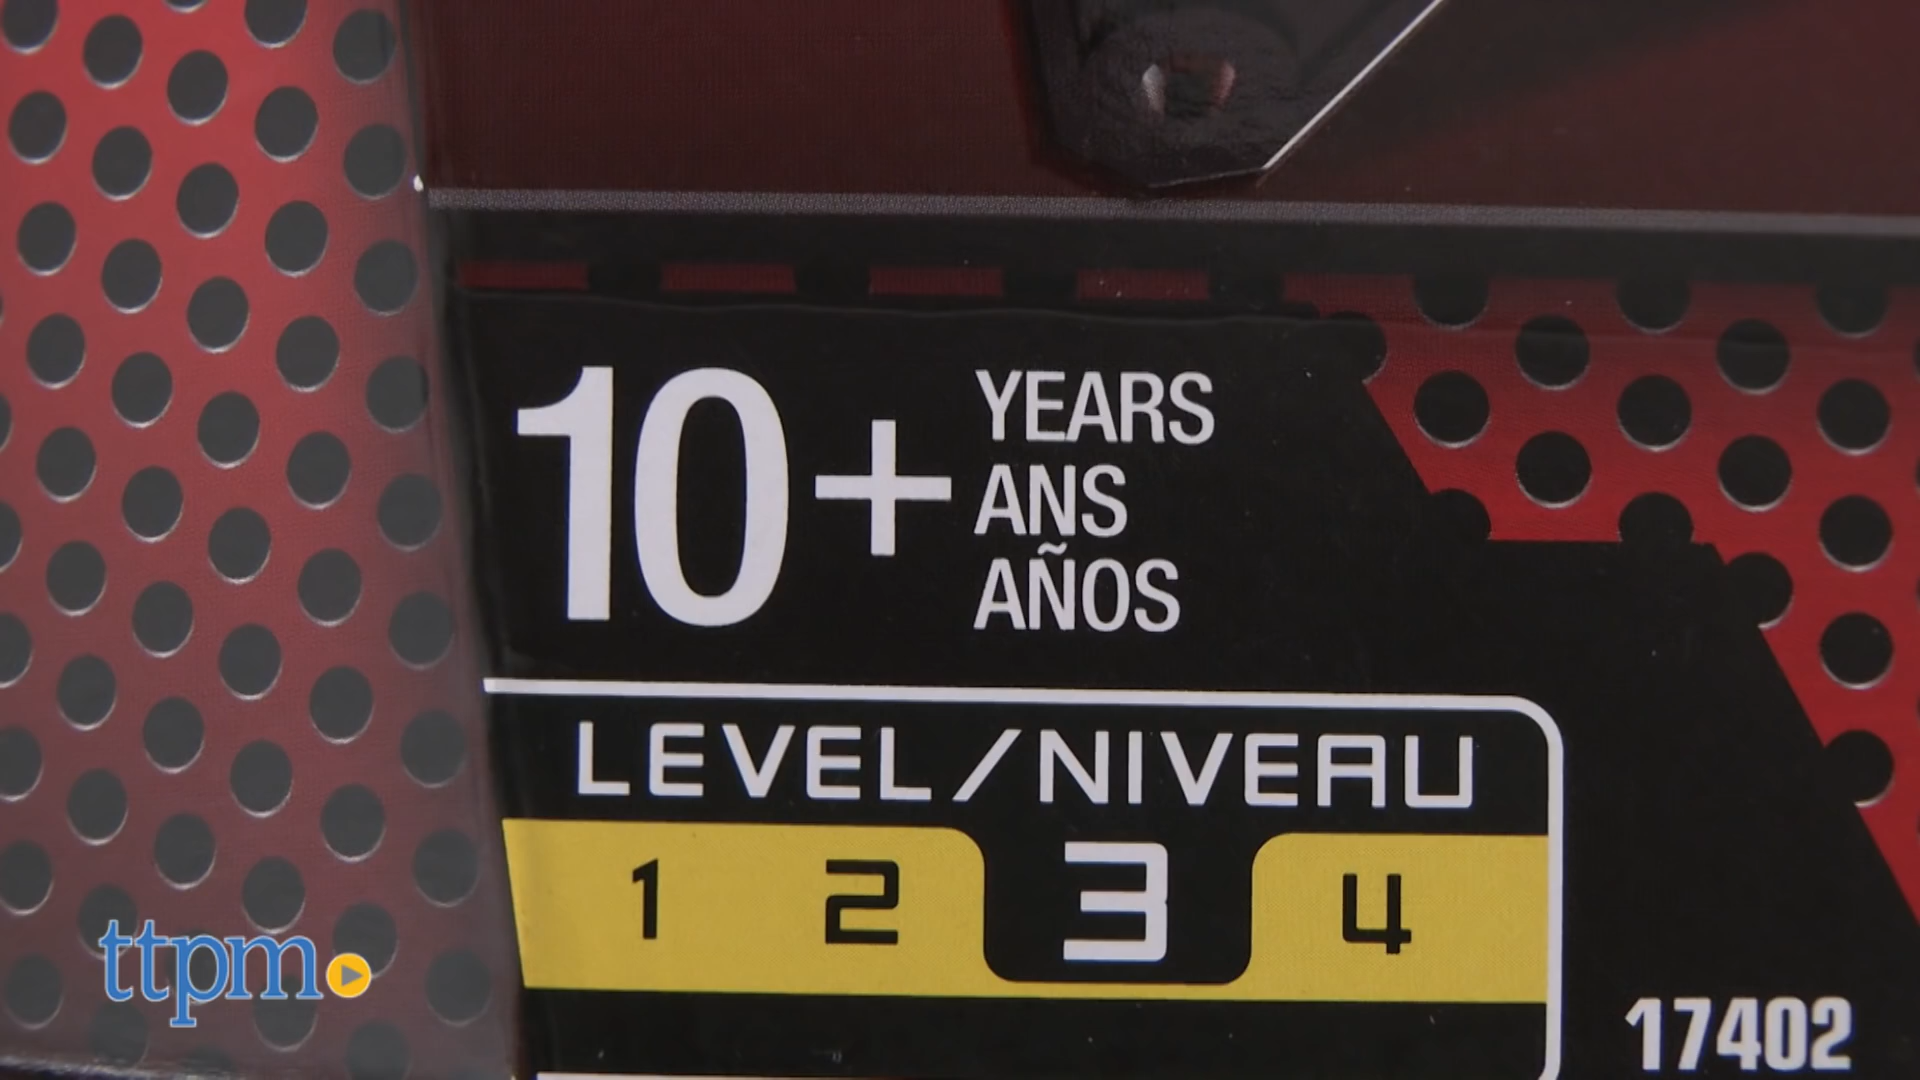 10+ YEARS
ANS
AÑOS
LEVEL/NIVEAU
1 2 3 4
17402
ttpm